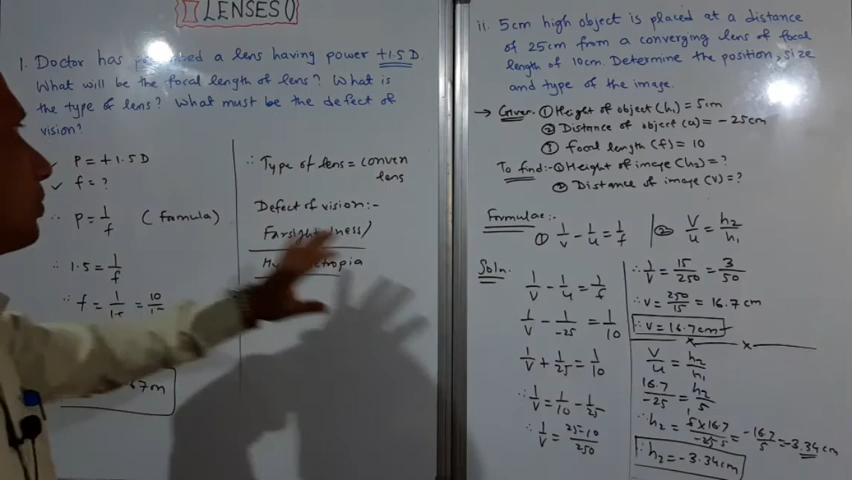 LENSES()
1. Doctor has a lens having power +1.5 D.
What will be the focal length of lens? What is
the type of lens? What must be the defect of
vision?
✓ P = +1.5 D
✓ f = ?
∴ P = 1/f (formula)
∴ 1.5 = 1/f
∴ f = 1/1.5 = 10/15
67m
∴ Type of lens = conven
lens
Defect of vision:-
Farsightedness/
ii. 5cm high object is placed at a distance
of 25cm from a converging lens of focal
length of 10cm. Determine the position, size
and type of the image.
→ Given: ① Height of object (h₁) = 5cm
② Distance of object (u) = -25cm
③ focal length (f) = 10
To find:- ① Height of image (h₂) = ?
② Distance of image (v) = ?
Formulae:-
① 1/v - 1/u = 1/f
② V/u = h₂/h₁
Soln.
1/v - 1/u = 1/f
1/v - 1/-25 = 1/10
1/v + 1/25 = 1/10
∴ 1/v = 1/10 - 1/25
∴ 1/v = 25-10/250
∴ 1/v = 15/250 = 3/50
∴ v = 250/15 = 16.7 cm
∴ v = 16.7 cm
x x
V/u = h₂/h₁
16.7/-25 = h₂/5
∴ h₂ = 5×16.7/-25 = -16.7/5 = -3.34 cm
∴ h₂ = -3.34cm